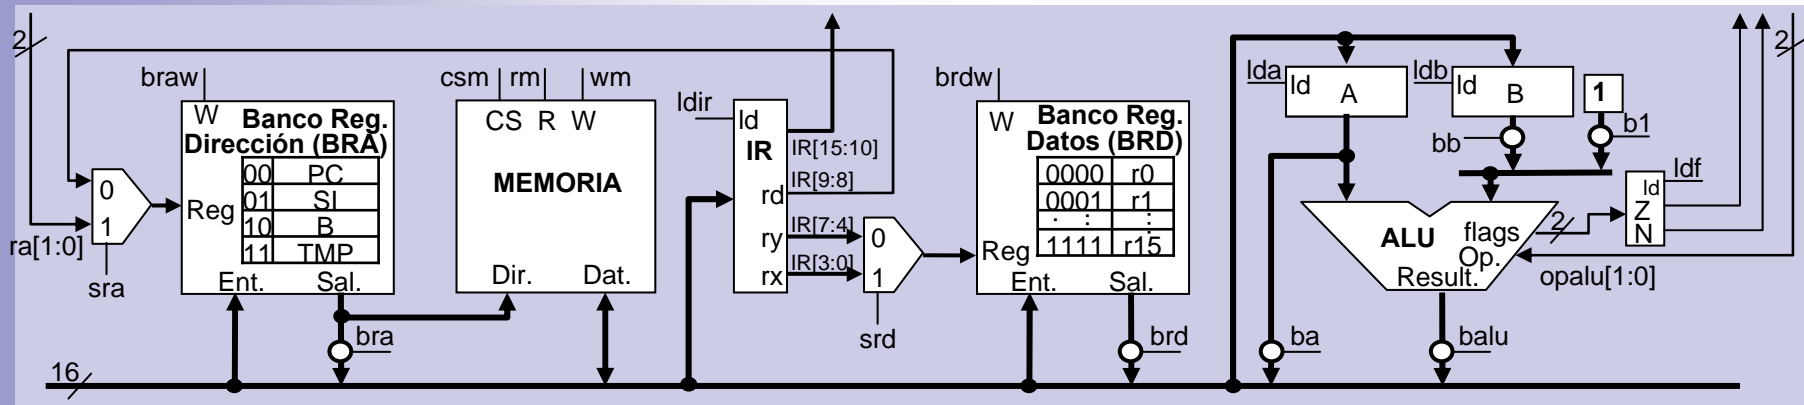 2
ra[1:0]
0
1
sra
braw
W
Banco Reg.
Dirección (BRA)
00 PC
01 SI
10 B
11 TMP
Reg
Ent. Sal.
bra
16
csm rm wm
CS R W
MEMORIA
Dir. Dat.
ldir
ld
IR
IR[15:10]
rd IR[9:8]
ry IR[7:4]
rx IR[3:0]
0
1
srd
brdw
W
Banco Reg.
Datos (BRD)
0000 r0
0001 r1
. : :
1111 r15
Reg
Ent. Sal.
brd
lda
ld
A
ldb
ld
B
1
bb
b1
ba
ALU
flags
Op.
Result.
balu
2
ldf
ld
Z
N
opalu[1:0]
2